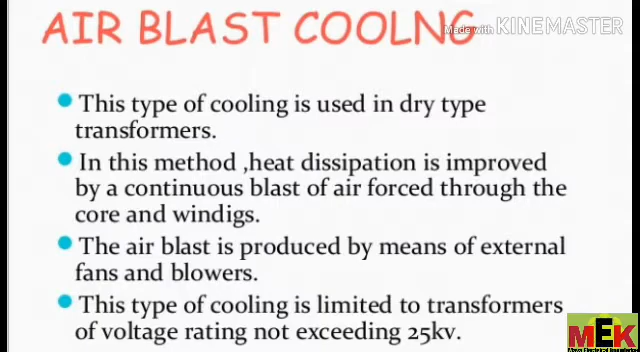 AIR BLAST COOLNG
Made with KINEMASTER
This type of cooling is used in dry type
transformers.
In this method ,heat dissipation is improved
by a continuous blast of air forced through the
core and windigs.
The air blast is produced by means of external
fans and blowers.
This type of cooling is limited to transformers
of voltage rating not exceeding 25kv.
MEK